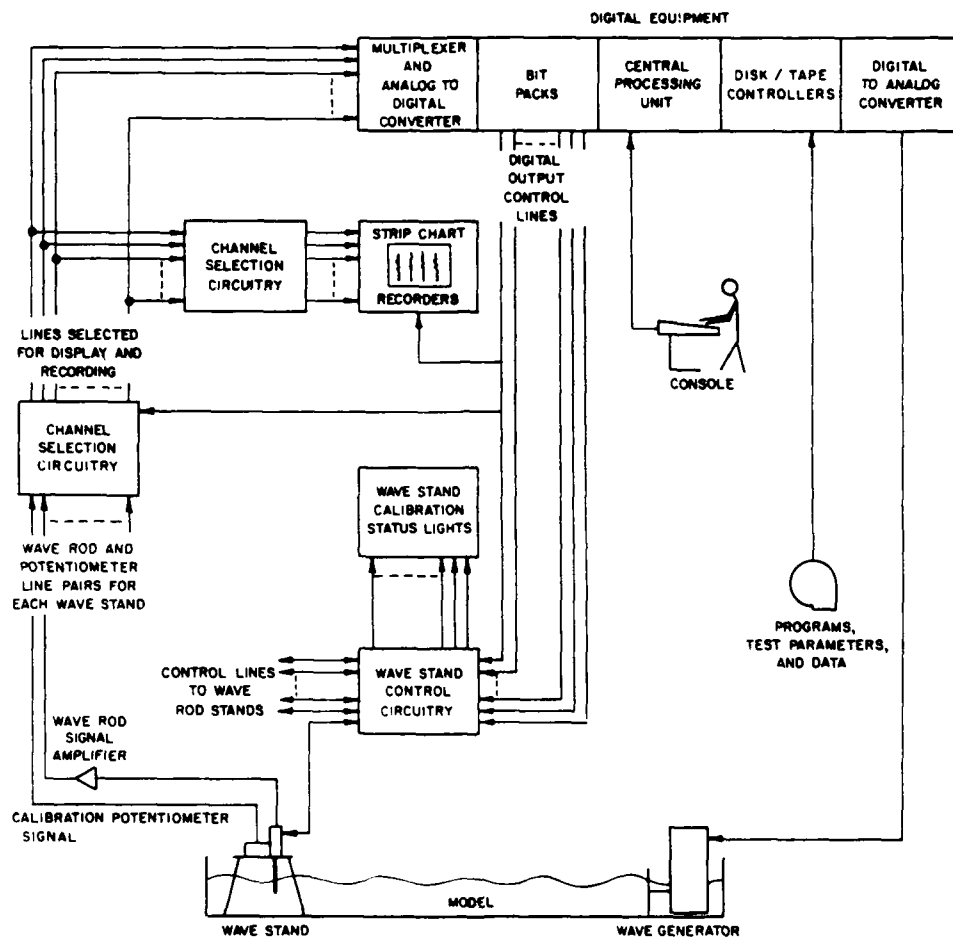 DIGITAL EQUIPMENT
MULTIPLEXER
AND
ANALOG TO
DIGITAL
CONVERTER
BIT
PACKS
CENTRAL
PROCESSING
UNIT
DISK / TAPE
CONTROLLERS
DIGITAL
TO ANALOG
CONVERTER
DIGITAL
OUTPUT
CONTROL
LINES
CHANNEL
SELECTION
CIRCUITRY
STRIP CHART
RECORDERS
LINES SELECTED
FOR DISPLAY AND
RECORDING
CONSOLE
CHANNEL
SELECTION
CIRCUITRY
WAVE STAND
CALIBRATION
STATUS LIGHTS
WAVE ROD AND
POTENTIOMETER
LINE PAIRS FOR
EACH WAVE STAND
PROGRAMS,
TEST PARAMETERS,
AND DATA
CONTROL LINES
TO WAVE
ROD STANDS
WAVE STAND
CONTROL
CIRCUITRY
WAVE ROD
SIGNAL
AMPLIFIER
CALIBRATION POTENTIOMETER
SIGNAL
MODEL
WAVE STAND
WAVE GENERATOR